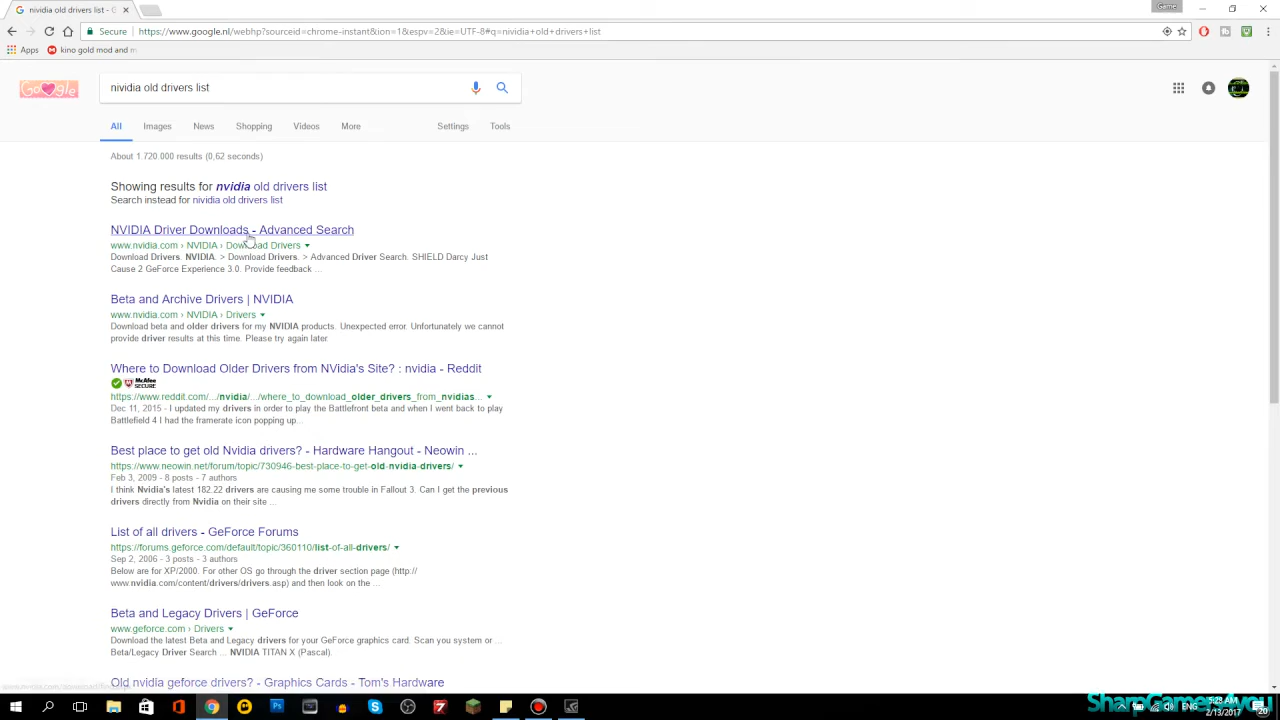 nividia old drivers list - G
Game
Secure
https://www.google.nl/webhp?sourceid=chrome-instant&ion=1&espv=2&ie=UTF-8#q=nividia+old+drivers+list
Apps
kino gold mod and m
Google
nividia old drivers list
All
Images
News
Shopping
Videos
More
Settings
Tools
About 1.720.000 results (0,62 seconds)
Showing results for nvidia old drivers list
Search instead for nividia old drivers list
NVIDIA Driver Downloads - Advanced Search
www.nvidia.com › NVIDIA › Download Drivers
Download Drivers. NVIDIA. > Download Drivers. > Advanced Driver Search. SHIELD Darcy Just
Cause 2 GeForce Experience 3.0. Provide feedback ...
Beta and Archive Drivers | NVIDIA
www.nvidia.com › NVIDIA › Drivers
Download beta and older drivers for my NVIDIA products. Unexpected error. Unfortunately we cannot
provide driver results at this time. Please try again later.
Where to Download Older Drivers from NVidia's Site? : nvidia - Reddit
McAfee
SECURE
https://www.reddit.com/.../nvidia/.../where_to_download_older_drivers_from_nvidias...
Dec 11, 2015 - I updated my drivers in order to play the Battlefront beta and when I went back to play
Battlefield 4 I had the framerate icon popping up...
Best place to get old Nvidia drivers? - Hardware Hangout - Neowin ...
https://www.neowin.net/forum/topic/730946-best-place-to-get-old-nvidia-drivers/
Feb 3, 2009 - 8 posts - 7 authors
I think Nvidia's latest 182.22 drivers are causing me some trouble in Fallout 3. Can I get the previous
drivers directly from Nvidia on their site ...
List of all drivers - GeForce Forums
https://forums.geforce.com/default/topic/360110/list-of-all-drivers/
Sep 2, 2006 - 3 posts - 3 authors
Below are for XP/2000. For other OS go through the driver section page (http://
www.nvidia.com/content/drivers/drivers.asp) and then look on the ...
Beta and Legacy Drivers | GeForce
www.geforce.com › Drivers
Download the latest Beta and Legacy drivers for your GeForce graphics card. Scan you system or ...
Beta/Legacy Driver Search ... NVIDIA TITAN X (Pascal).
Old nvidia geforce drivers? - Graphics Cards - Tom's Hardware
SharpGames4you
ENG
5:28 AM
2/13/2017
20